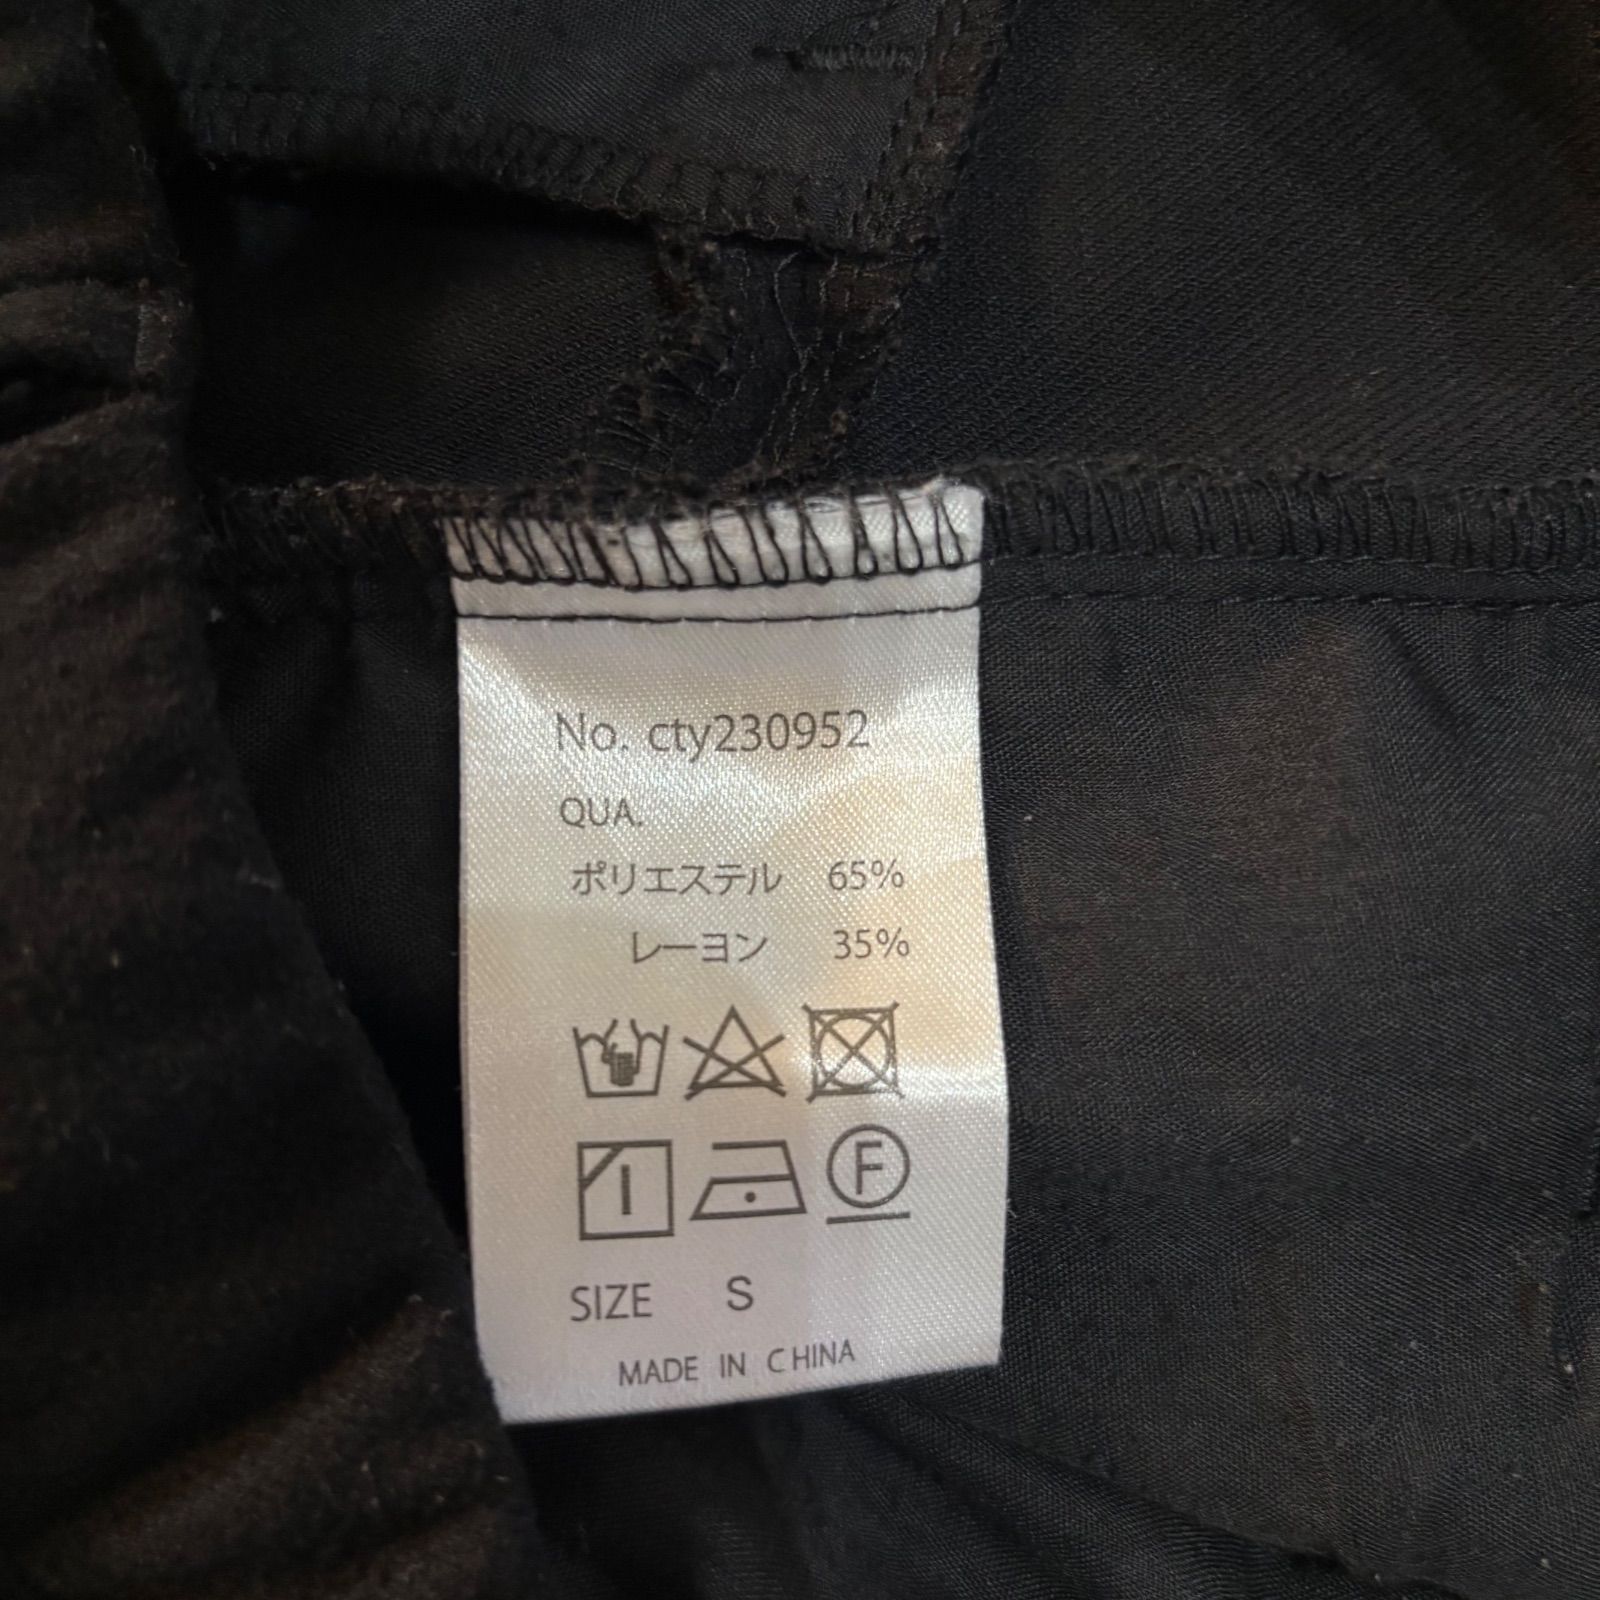 No. cty230952
QUA.
ポリエステル 65%
レーヨン 35%
F
SIZE S
MADE IN CHINA